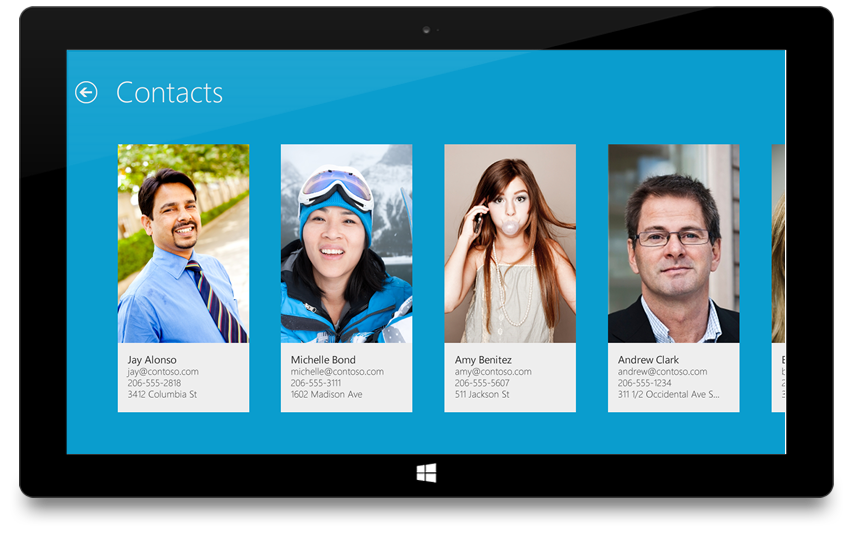 Contacts
Jay Alonso
jay@contoso.com
206-555-2818
3412 Columbia St
Michelle Bond
michelle@contoso.com
206-555-3111
1602 Madison Ave
Amy Benitez
amy@contoso.com
206-555-5607
511 Jackson St
Andrew Clark
andrew@contoso.com
206-555-1234
311 1/2 Occidental Ave S...